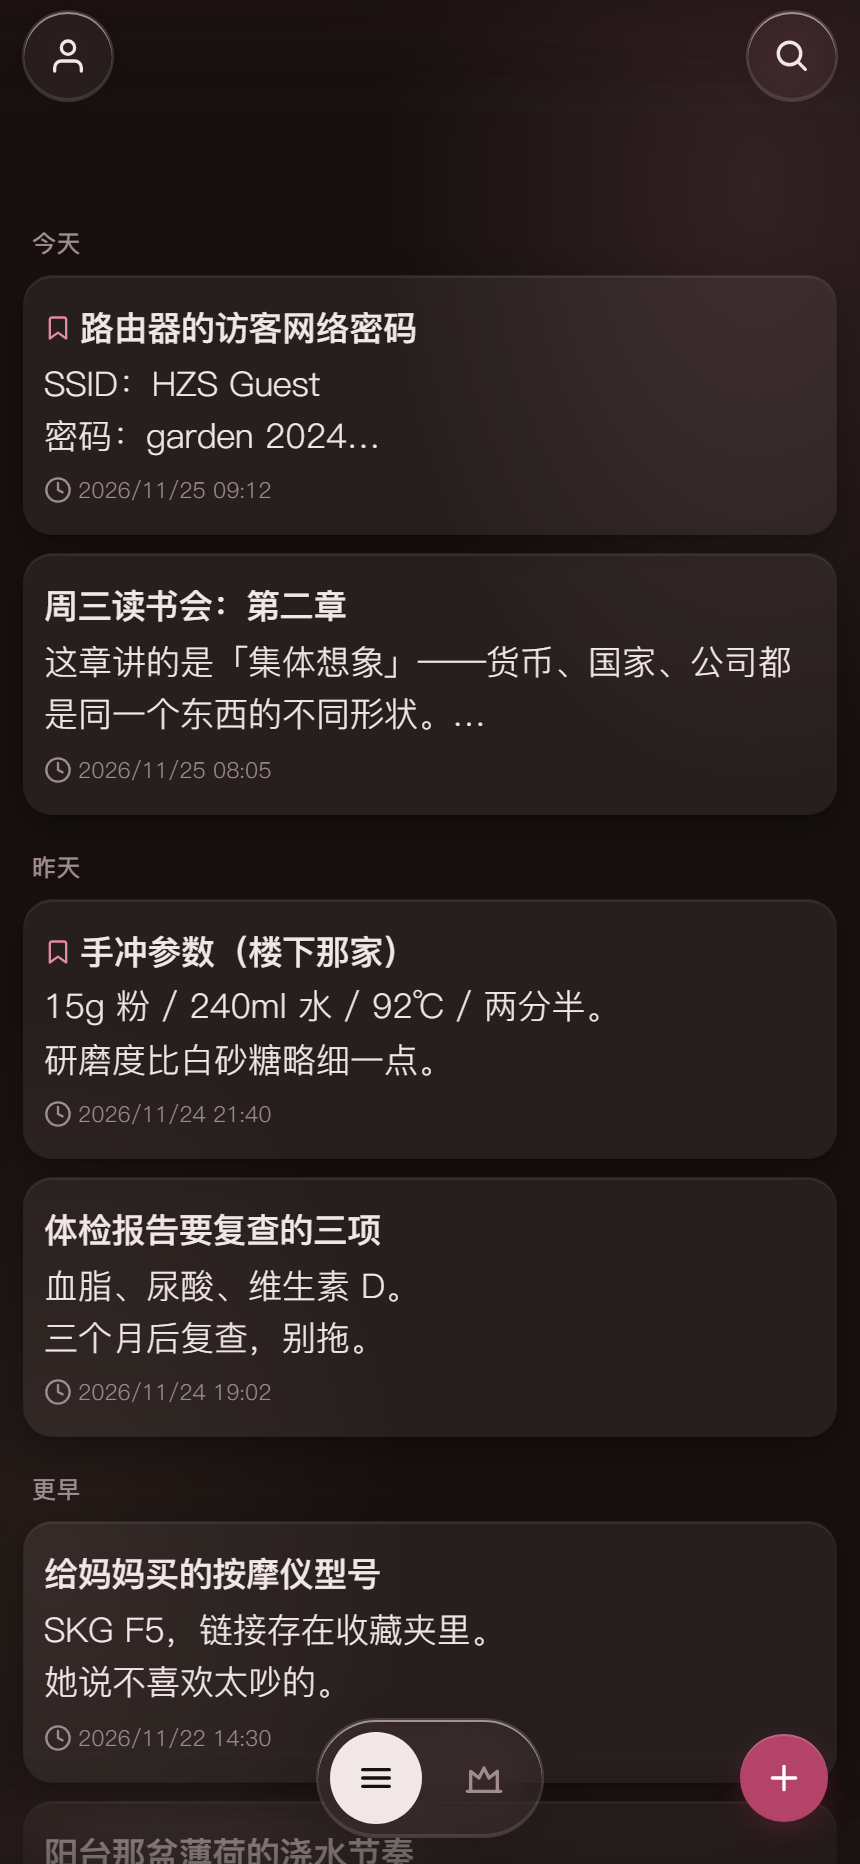 今天
路由器的访客网络密码
SSID：HZS Guest
密码：garden 2024...
2026/11/25 09:12
周三读书会：第二章
这章讲的是「集体想象」——货币、国家、公司都
是同一个东西的不同形状。...
2026/11/25 08:05
昨天
手冲参数（楼下那家）
15g 粉 / 240ml 水 / 92℃ / 两分半。
研磨度比白砂糖略细一点。
2026/11/24 21:40
体检报告要复查的三项
血脂、尿酸、维生素 D。
三个月后复查，别拖。
2026/11/24 19:02
更早
给妈妈买的按摩仪型号
SKG F5，链接存在收藏夹里。
她说不喜欢太吵的。
2026/11/22 14:30
阳台那盆薄荷的浇水节奏